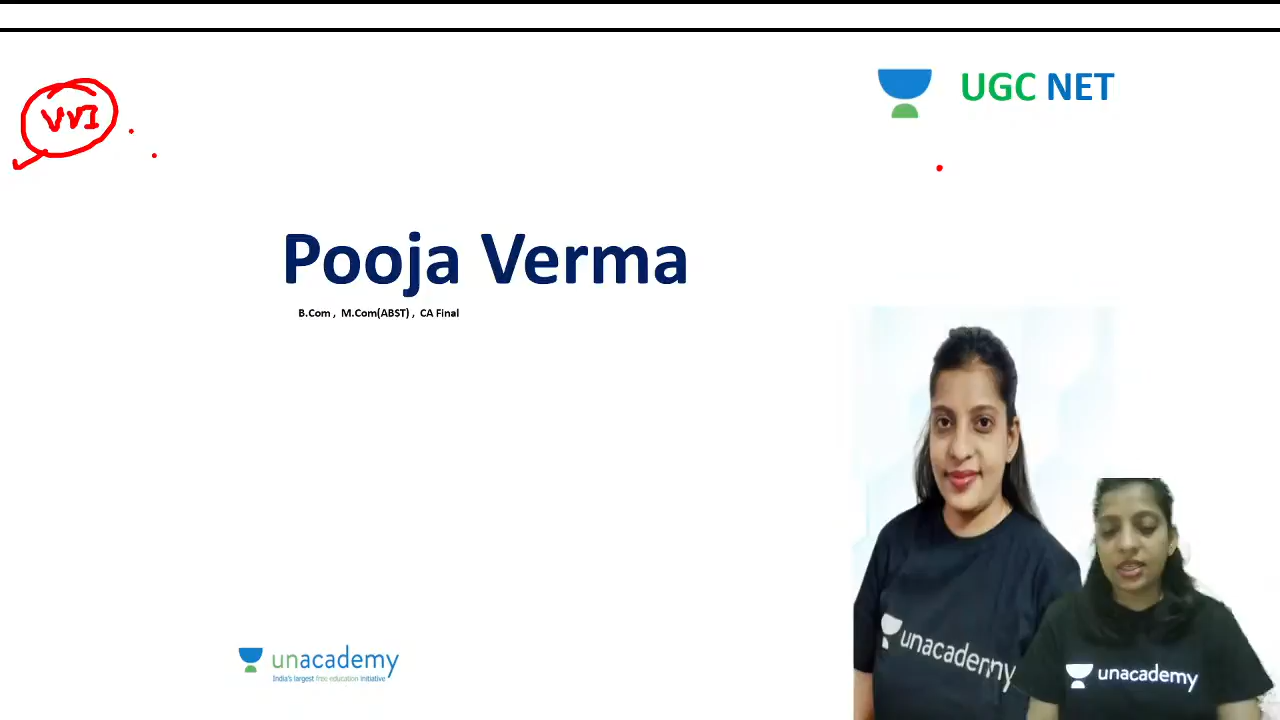 UGC NET
VVI
Pooja Verma
B.Com , M.Com(ABST) , CA Final
unacademy
unacademy
unacademy
India's largest free education initiative